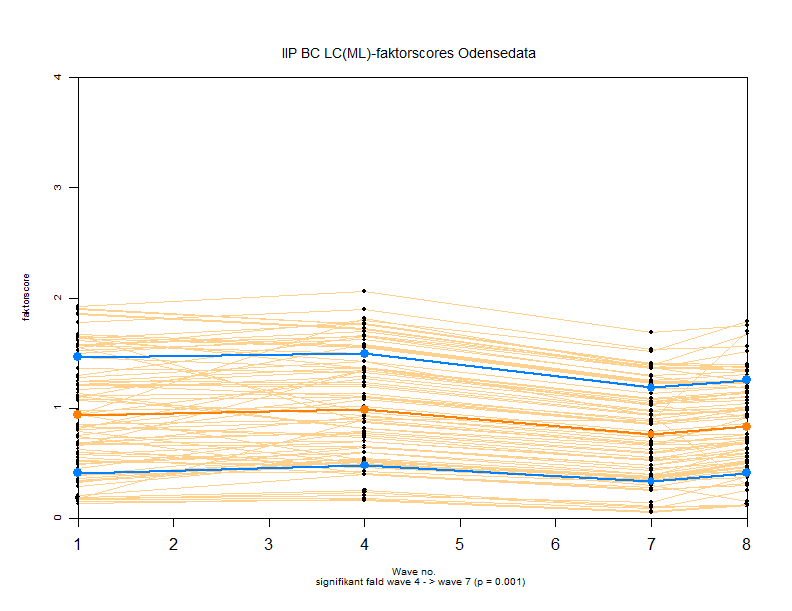 IIP BC LC(ML)-faktorscores Odensedata
4
3
2
1
0
faktorscore
1 2 3 4 5 6 7 8
Wave no.
signifikant fald wave 4 - > wave 7 (p = 0.001)